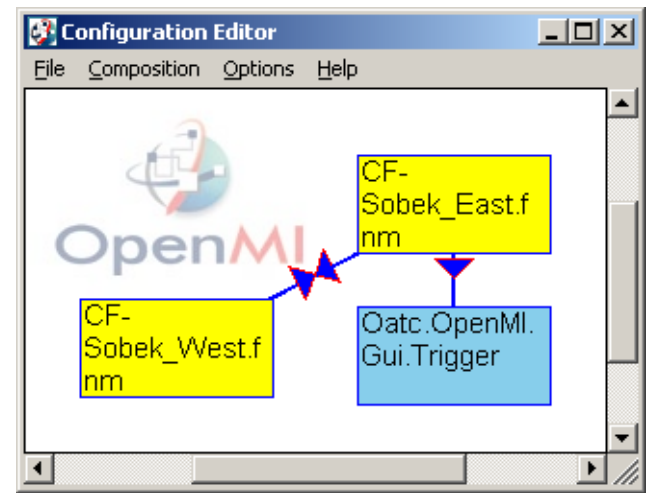 Configuration Editor
File Composition Options Help
OpenMI
CF-
Sobek_East.f
nm
CF-
Sobek_West.f
nm
Oatc.OpenMI.
Gui.Trigger